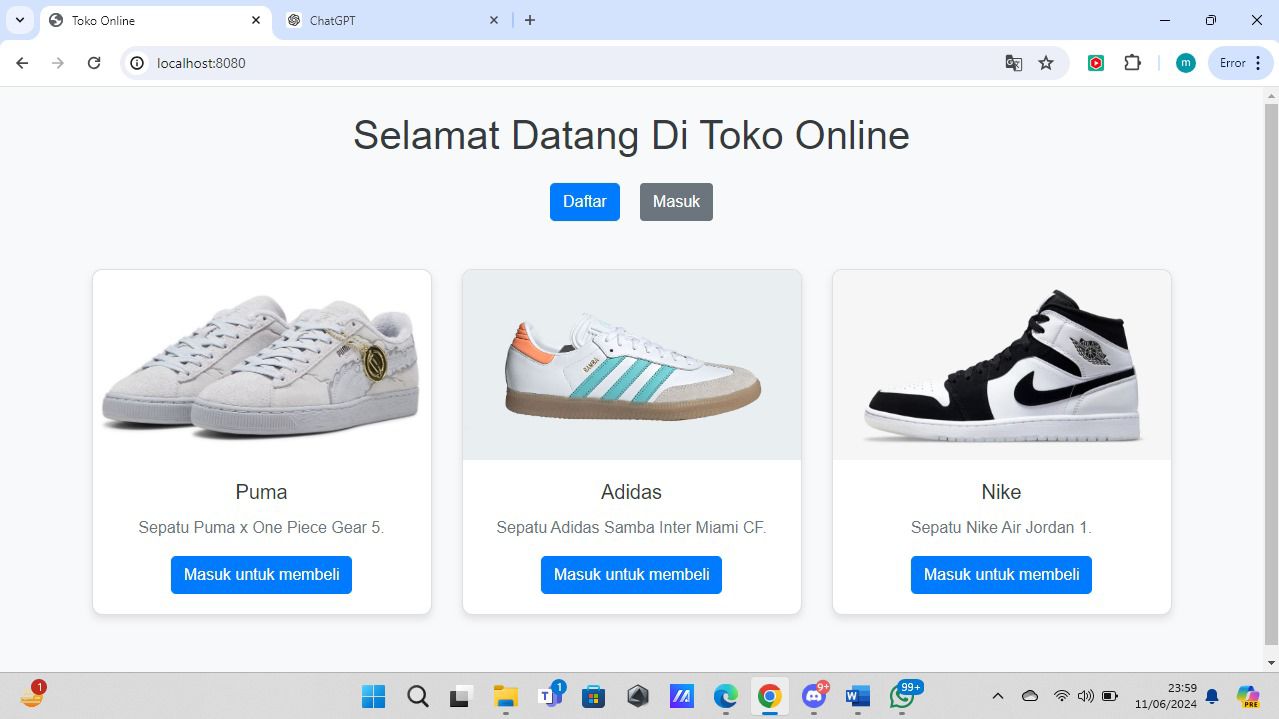 Toko Online
ChatGPT
localhost:8080
m
Error
Selamat Datang Di Toko Online
Daftar
Masuk
SAMBA
Puma
Adidas
Nike
Sepatu Puma x One Piece Gear 5.
Sepatu Adidas Samba Inter Miami CF.
Sepatu Nike Air Jordan 1.
Masuk untuk membeli
Masuk untuk membeli
Masuk untuk membeli
1
T
1
9+
W
99+
23:59
11/06/2024
PRE